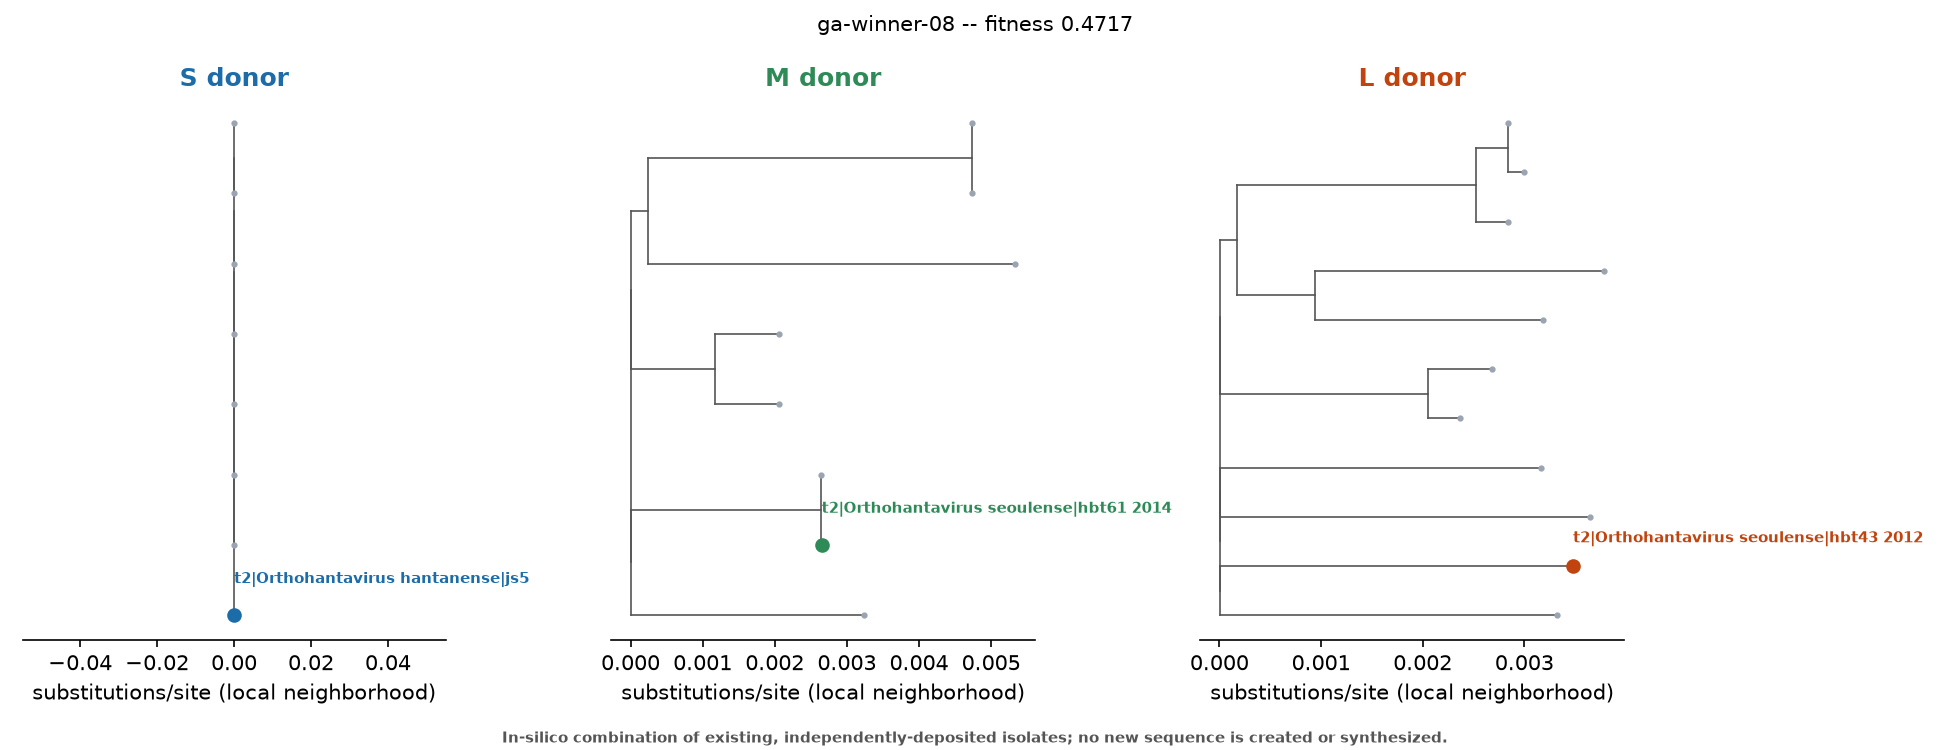 ga-winner-08 -- fitness 0.4717
S donor
M donor
L donor
t2|Orthohantavirus seoulense|hbt61 2014
t2|Orthohantavirus seoulense|hbt43 2012
t2|Orthohantavirus hantanense|js5
−0.04 −0.02 0.00 0.02 0.04
0.000 0.001 0.002 0.003 0.004 0.005
0.000 0.001 0.002 0.003
substitutions/site (local neighborhood)
substitutions/site (local neighborhood)
substitutions/site (local neighborhood)
In-silico combination of existing, independently-deposited isolates; no new sequence is created or synthesized.